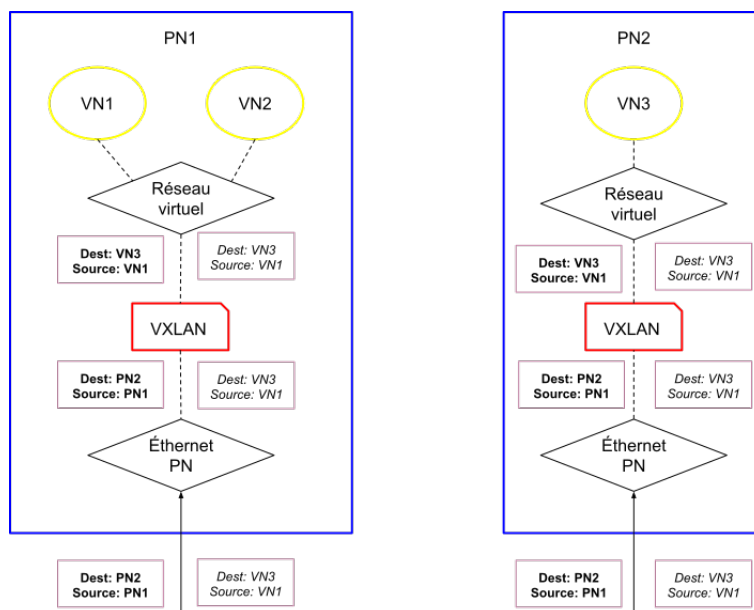 PN1
VN1
VN2
Réseau
virtuel
Dest: VN3
Source: VN1
Dest: VN3
Source: VN1
VXLAN
Dest: PN2
Source: PN1
Dest: VN3
Source: VN1
Éthernet
PN
Dest: PN2
Source: PN1
Dest: VN3
Source: VN1
PN2
VN3
Réseau
virtuel
Dest: VN3
Source: VN1
Dest: VN3
Source: VN1
VXLAN
Dest: PN2
Source: PN1
Dest: VN3
Source: VN1
Éthernet
PN
Dest: PN2
Source: PN1
Dest: VN3
Source: VN1